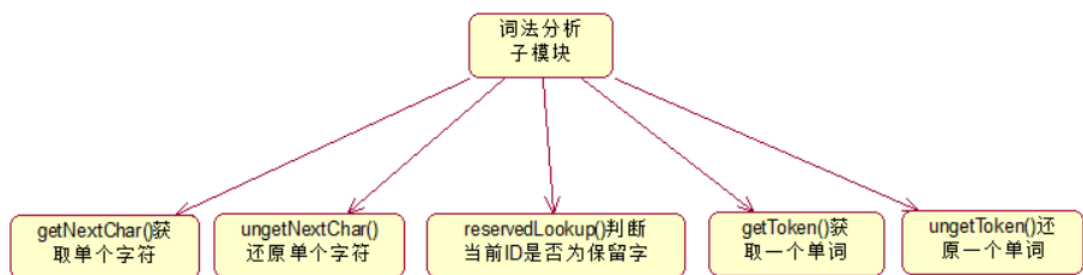 词法分析
子模块
getNextChar()获
取单个字符
ungetNextChar()
还原单个字符
reservedLookup()判断
当前ID是否为保留字
getToken()获
取一个单词
ungetToken()还
原一个单词